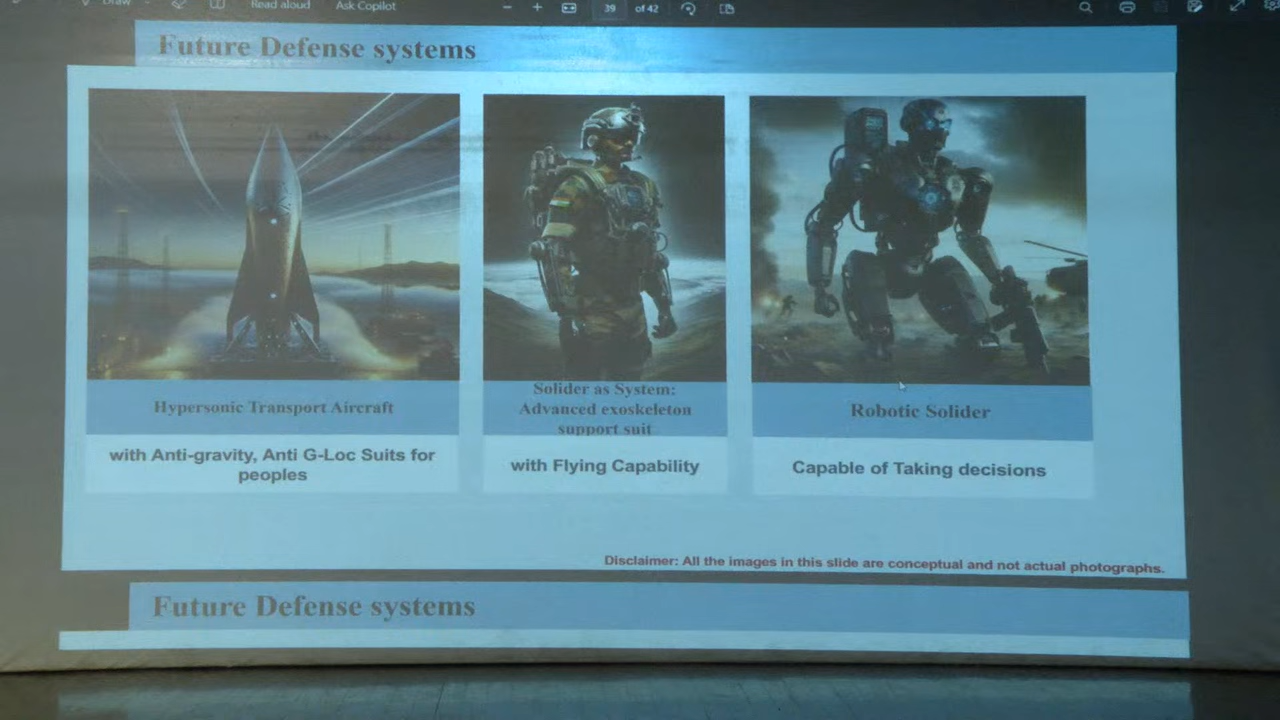 Draw
Read aloud
Ask Copilot
39
of 42
Future Defense systems
Hypersonic Transport Aircraft
with Anti-gravity, Anti G-Loc Suits for
peoples
Solider as System:
Advanced exoskeleton
support suit
with Flying Capability
Robotic Solider
Capable of Taking decisions
Disclaimer: All the images in this slide are conceptual and not actual photographs.
Future Defense systems